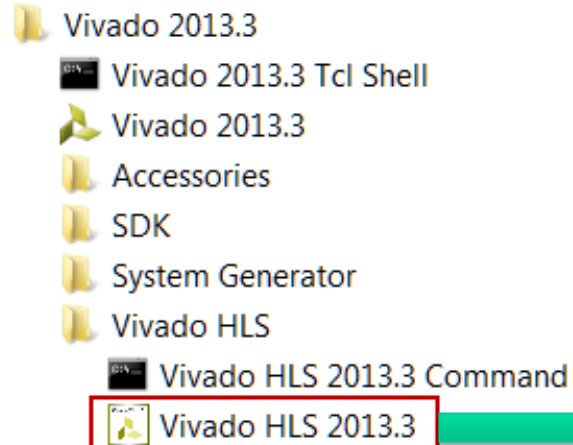 Vivado 2013.3
Vivado 2013.3 Tcl Shell
Vivado 2013.3
Accessories
SDK
System Generator
Vivado HLS
Vivado HLS 2013.3 Command
Vivado HLS 2013.3